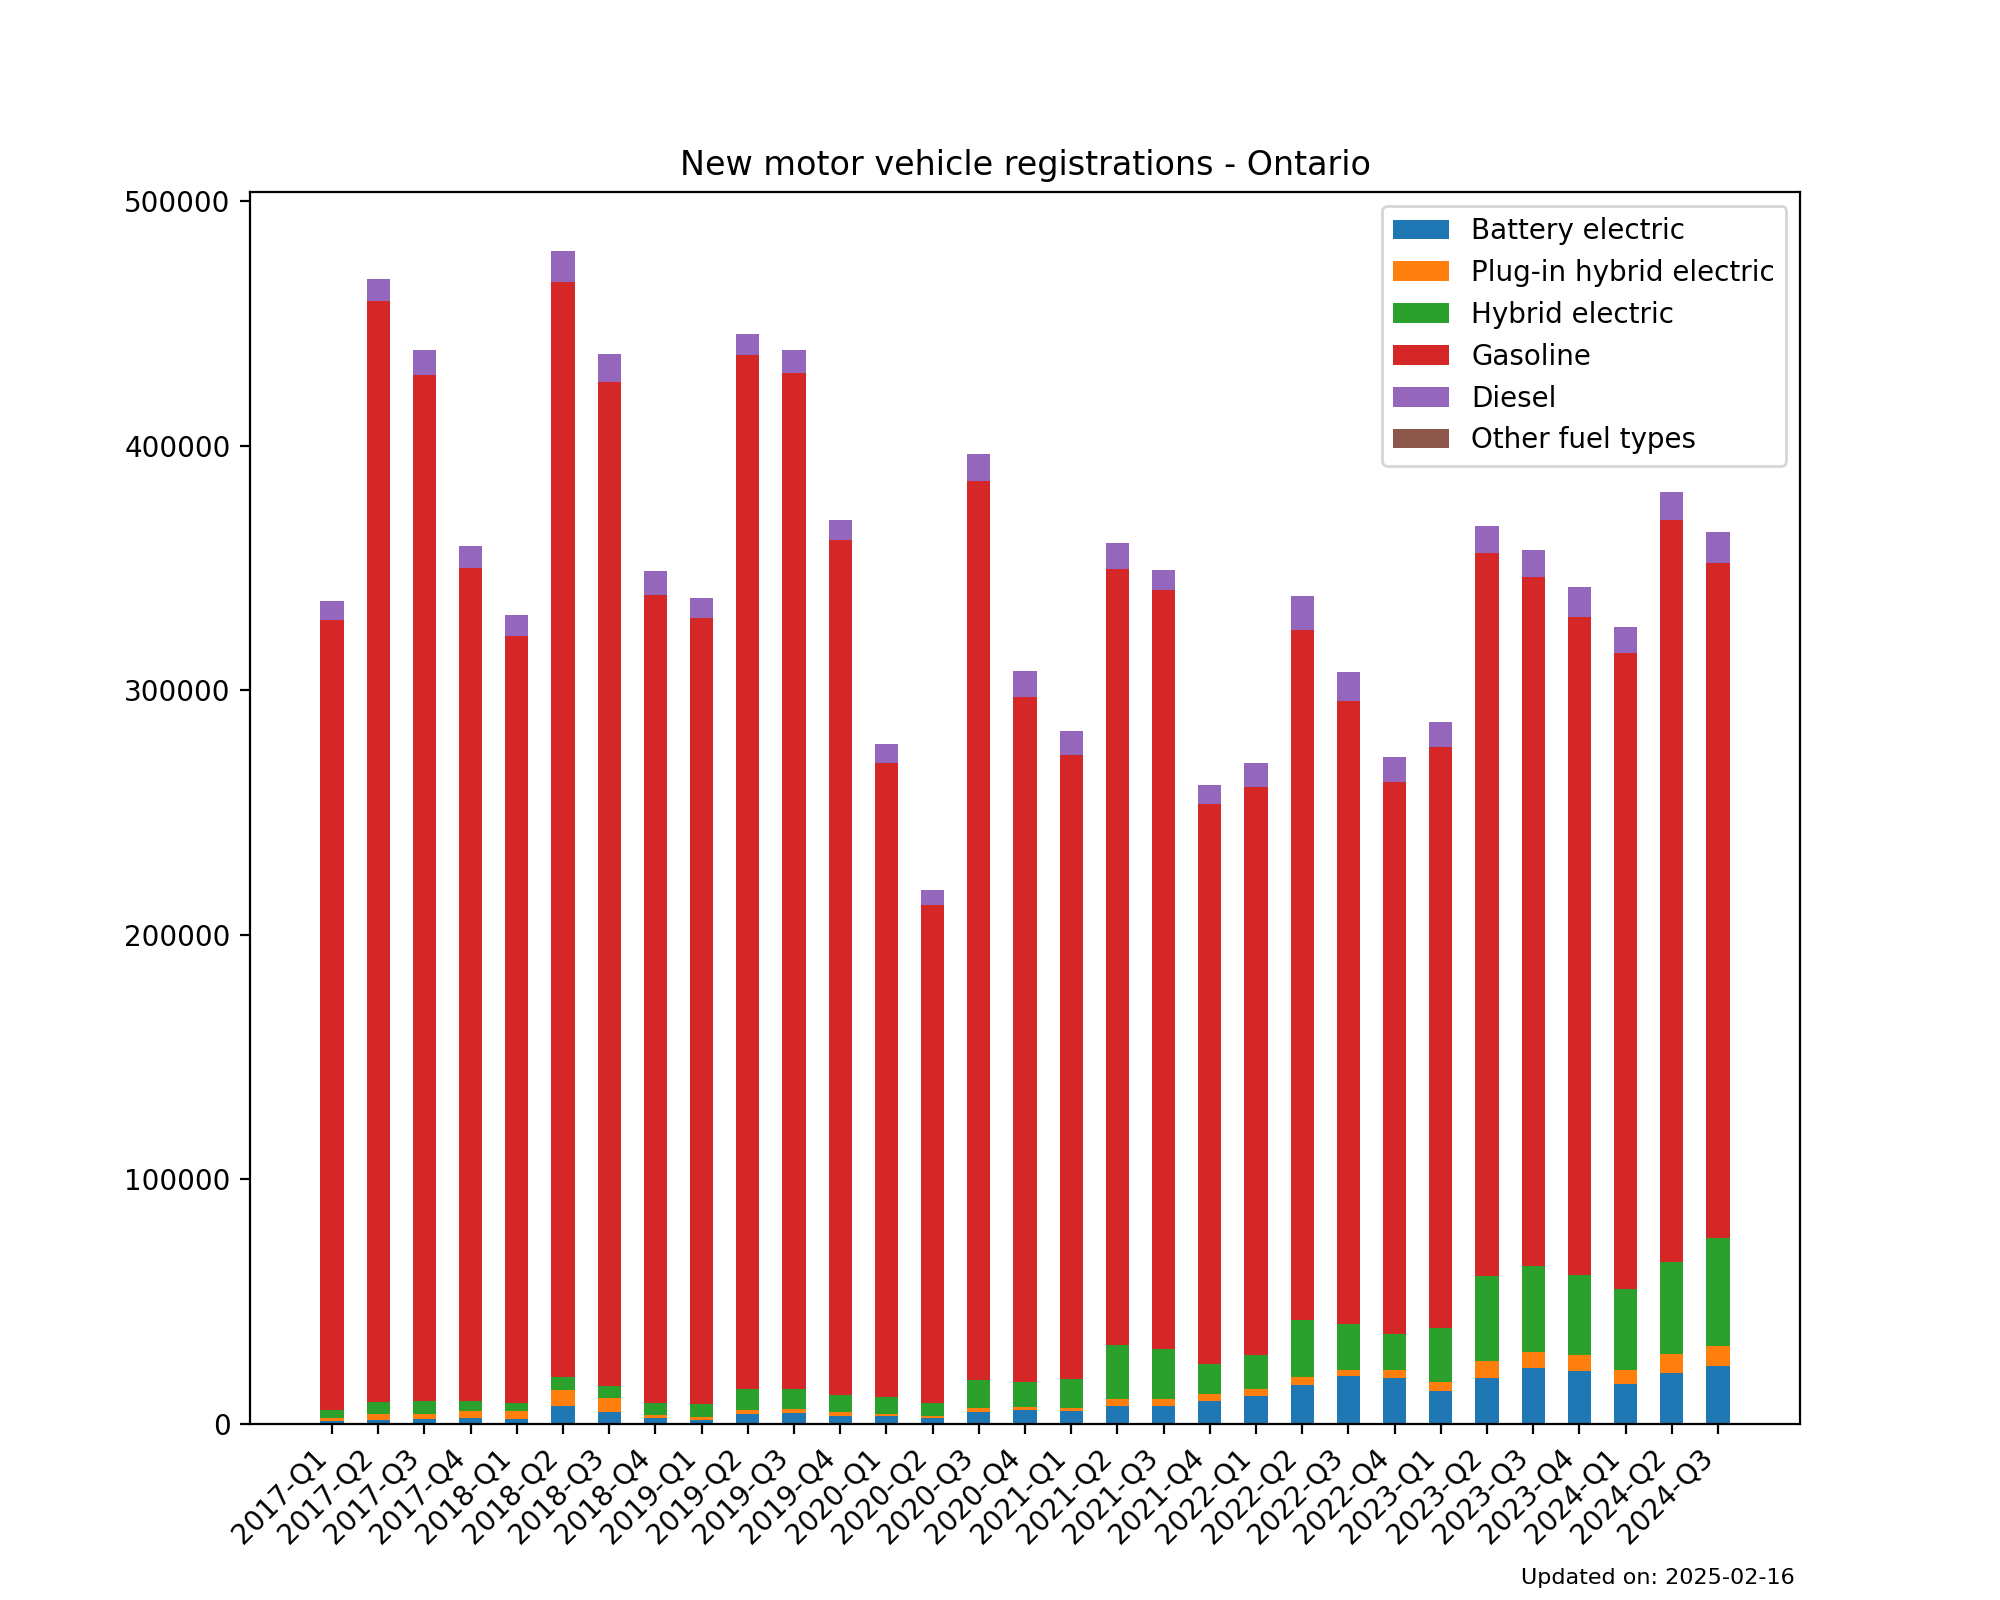 New motor vehicle registrations - Ontario
500000
400000
300000
200000
100000
0
Battery electric
Plug-in hybrid electric
Hybrid electric
Gasoline
Diesel
Other fuel types
2017-Q1
2017-Q2
2017-Q3
2017-Q4
2018-Q1
2018-Q2
2018-Q3
2018-Q4
2019-Q1
2019-Q2
2019-Q3
2019-Q4
2020-Q1
2020-Q2
2020-Q3
2020-Q4
2021-Q1
2021-Q2
2021-Q3
2021-Q4
2022-Q1
2022-Q2
2022-Q3
2022-Q4
2023-Q1
2023-Q2
2023-Q3
2023-Q4
2024-Q1
2024-Q2
2024-Q3
Updated on: 2025-02-16